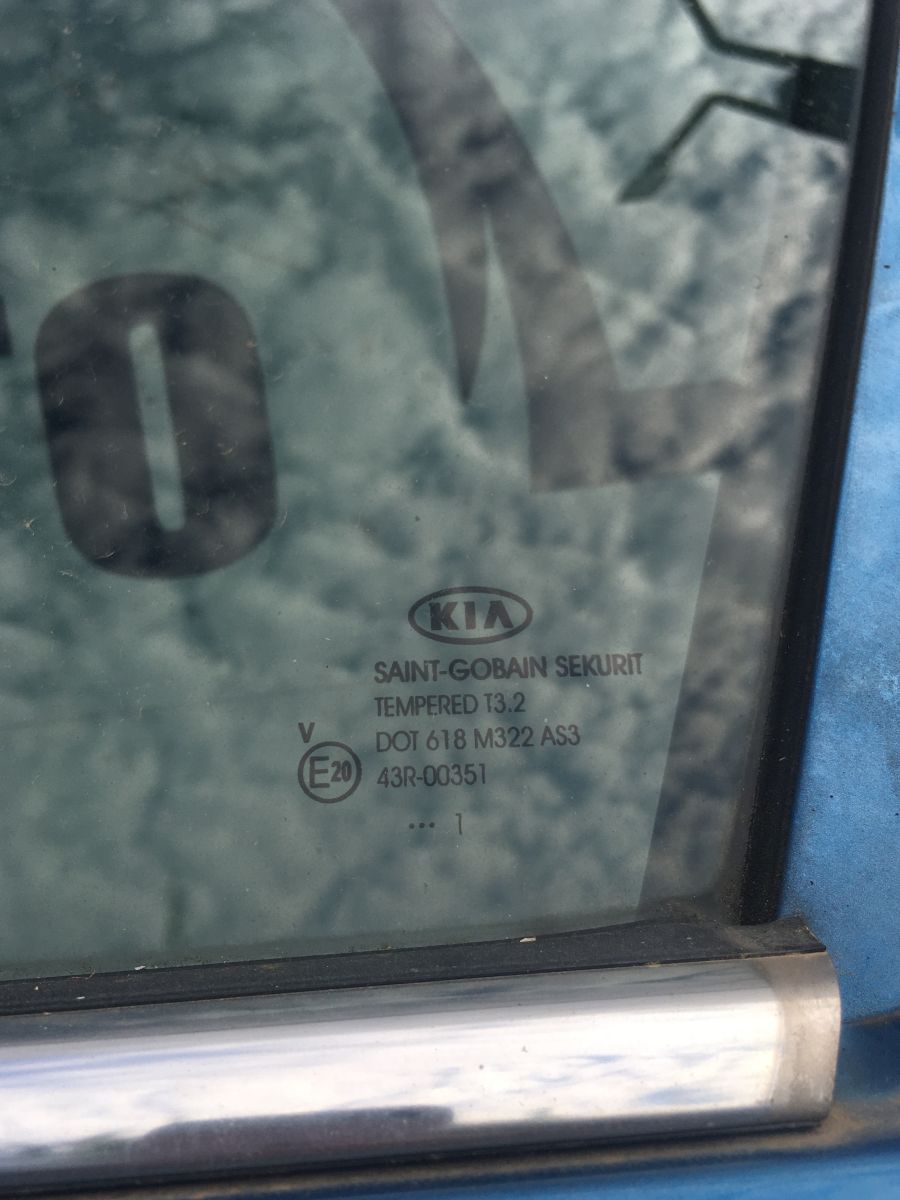 O
KIA
SAINT-GOBAIN SEKURIT
TEMPERED T3.2
V
DOT 618 M322 AS3
E20
43R-00351
••• 1